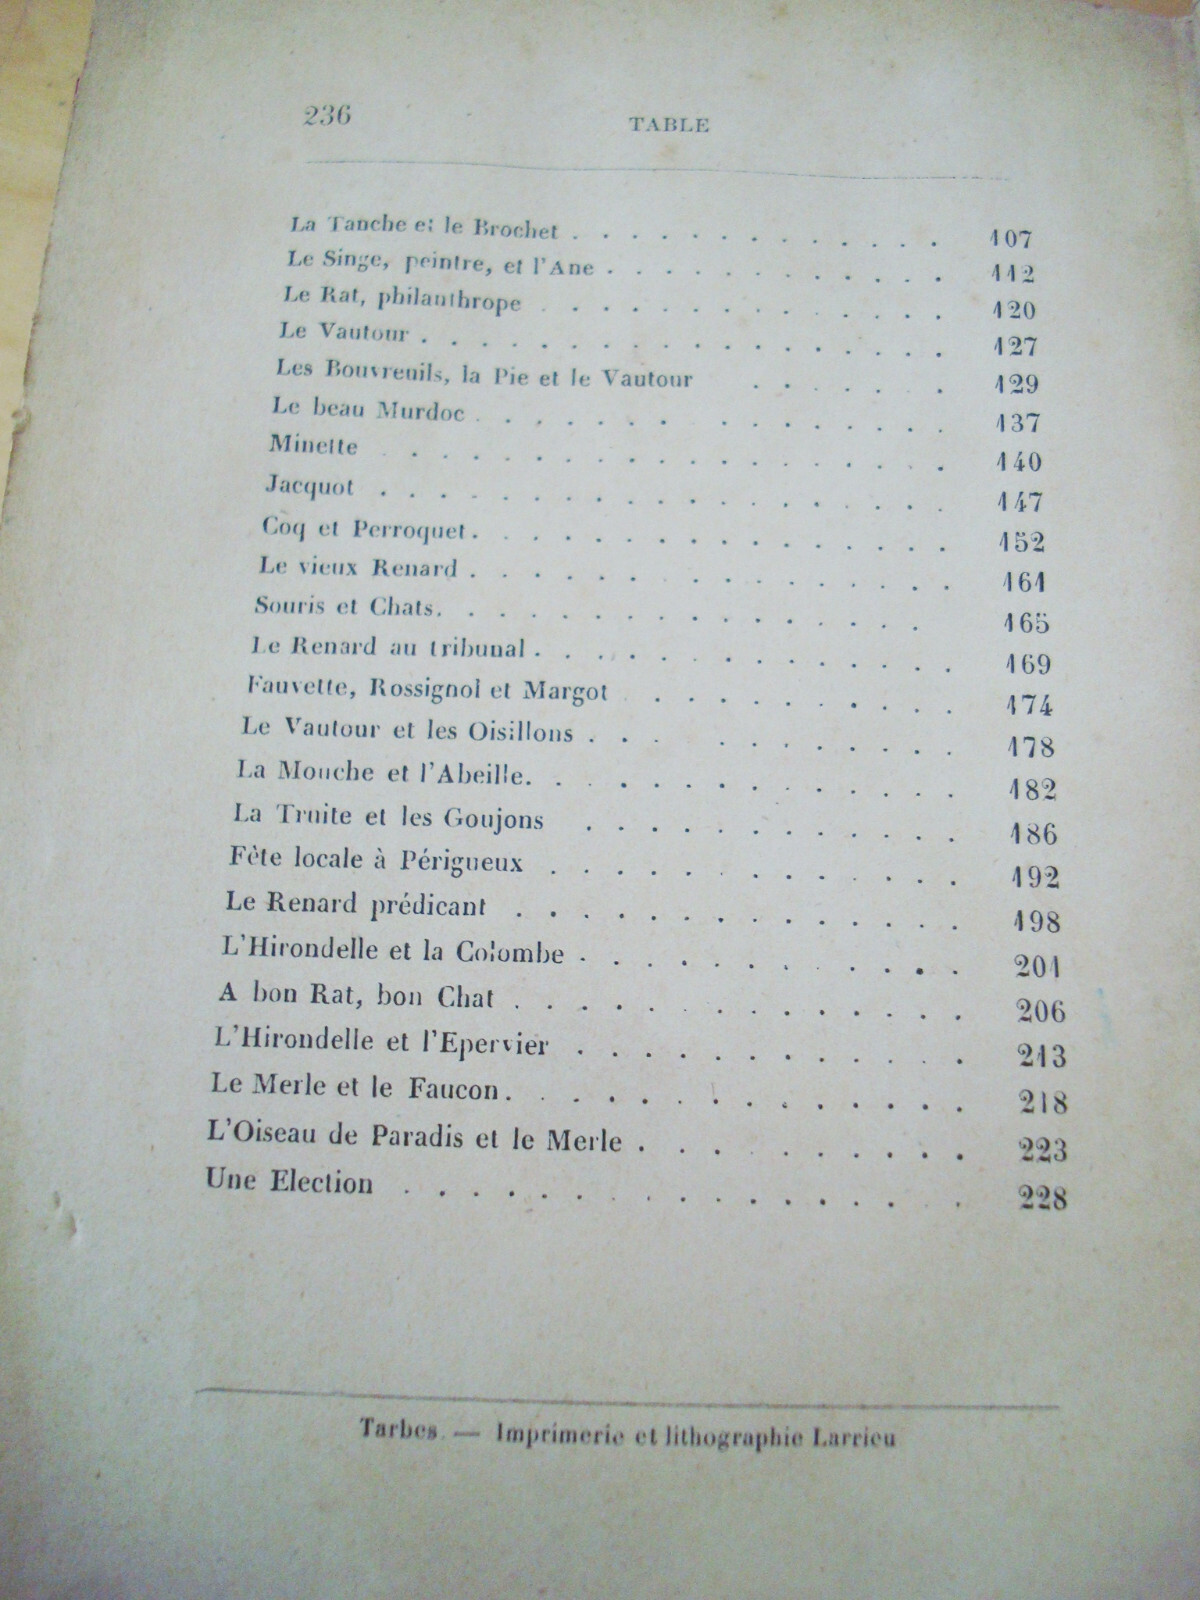 236 TABLE
La Tanche et le Brochet . . . . . . . . . . . . . 107
Le Singe, peintre, et l'Ane . . . . . . . . . . . . 112
Le Rat, philanthrope . . . . . . . . . . . . . . 120
Le Vautour . . . . . . . . . . . . . . . . . . 127
Les Bouvreuils, la Pie et le Vautour . . . . . . 129
Le beau Murdoc . . . . . . . . . . . . . . . 137
Minette . . . . . . . . . . . . . . . . . . 140
Jacquot . . . . . . . . . . . . . . . . . . . 147
Coq et Perroquet . . . . . . . . . . . . . . . . 152
Le vieux Renard . . . . . . . . . . . . . . . 161
Souris et Chats . . . . . . . . . . . . . . . 165
Le Renard au tribunal . . . . . . . . . . . . . 169
Fauvette, Rossignol et Margot . . . . . . . . . . 174
Le Vautour et les Oisillons . . . . . . . . . . . 178
La Mouche et l'Abeille . . . . . . . . . . . . . 182
La Truite et les Goujons . . . . . . . . . . . . 186
Fête locale à Périgueux . . . . . . . . . . . . . 192
Le Renard prédicant . . . . . . . . . . . . . . 198
L'Hirondelle et la Colombe . . . . . . . . . . . . 201
A bon Rat, bon Chat . . . . . . . . . . . . . . 206
L'Hirondelle et l'Epervier . . . . . . . . . . . . 213
Le Merle et le Faucon . . . . . . . . . . . . . . 218
L'Oiseau de Paradis et le Merle . . . . . . . . . . 223
Une Election . . . . . . . . . . . . . . . . . 228
Tarbes — Imprimerie et lithographie Larrieu